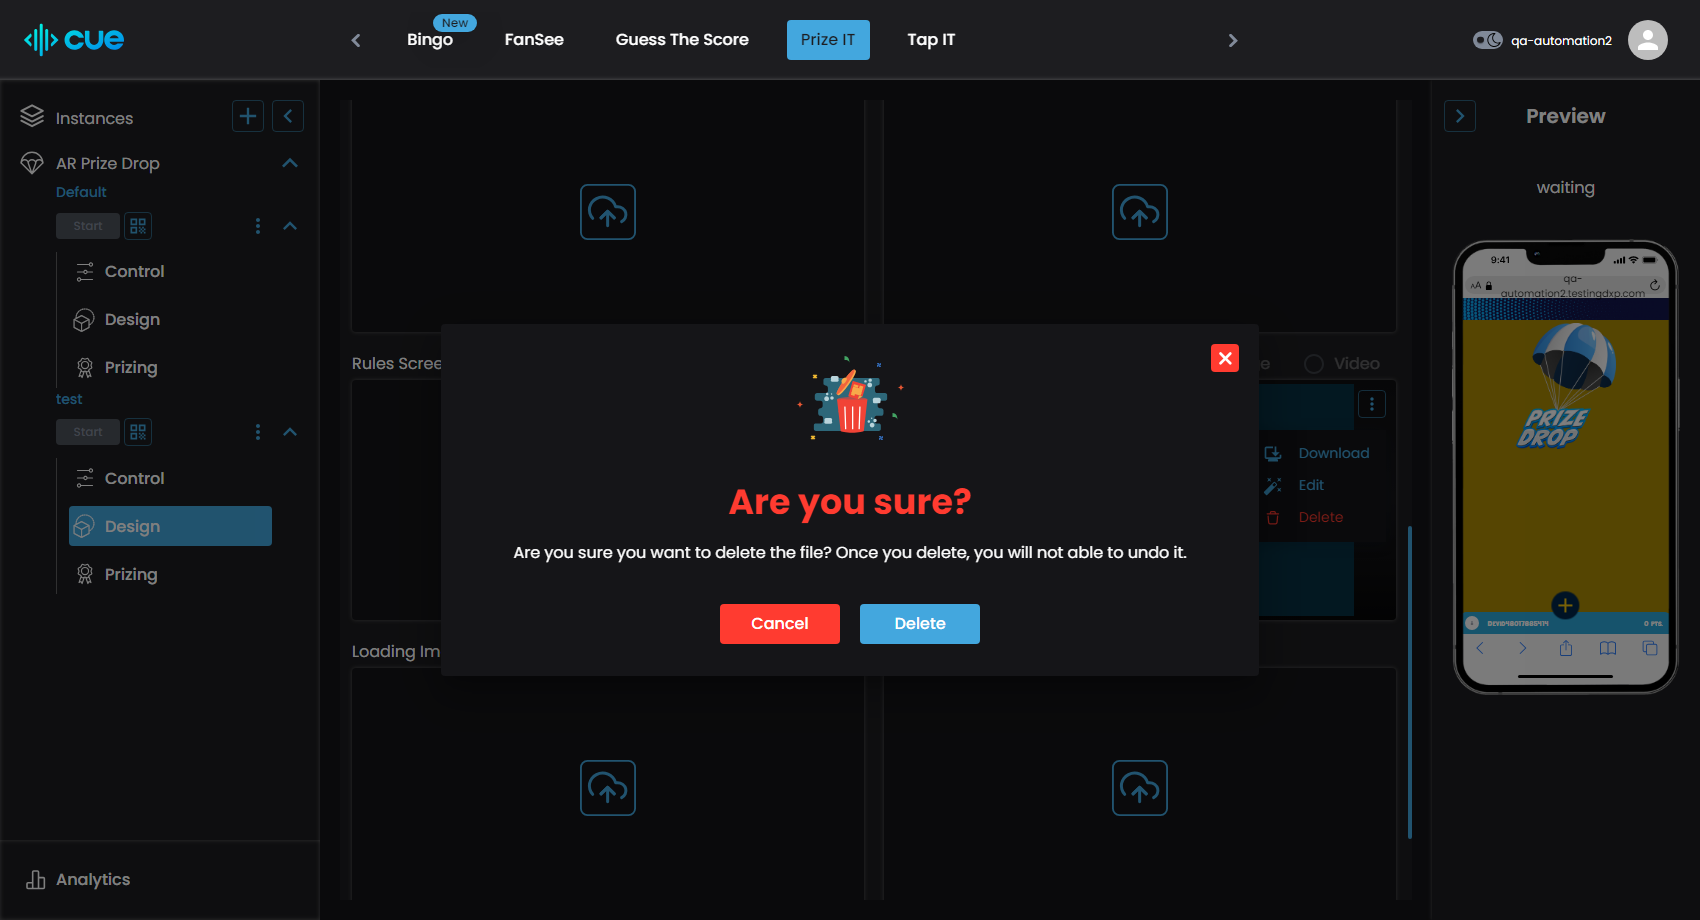 cue
New
Bingo
FanSee
Guess The Score
Prize IT
Tap IT
qa-automation2
Instances
AR Prize Drop
Default
Start
Control
Design
Prizing
test
Start
Control
Design
Prizing
Analytics
Rules Scree
e
Video
Download
Edit
Delete
Are you sure?
Are you sure you want to delete the file? Once you delete, you will not able to undo it.
Cancel
Delete
Loading Im
Preview
waiting
9:41
AA
qa-
automation2.testingdxp.com
PRIZE
DROP
0 PTS.